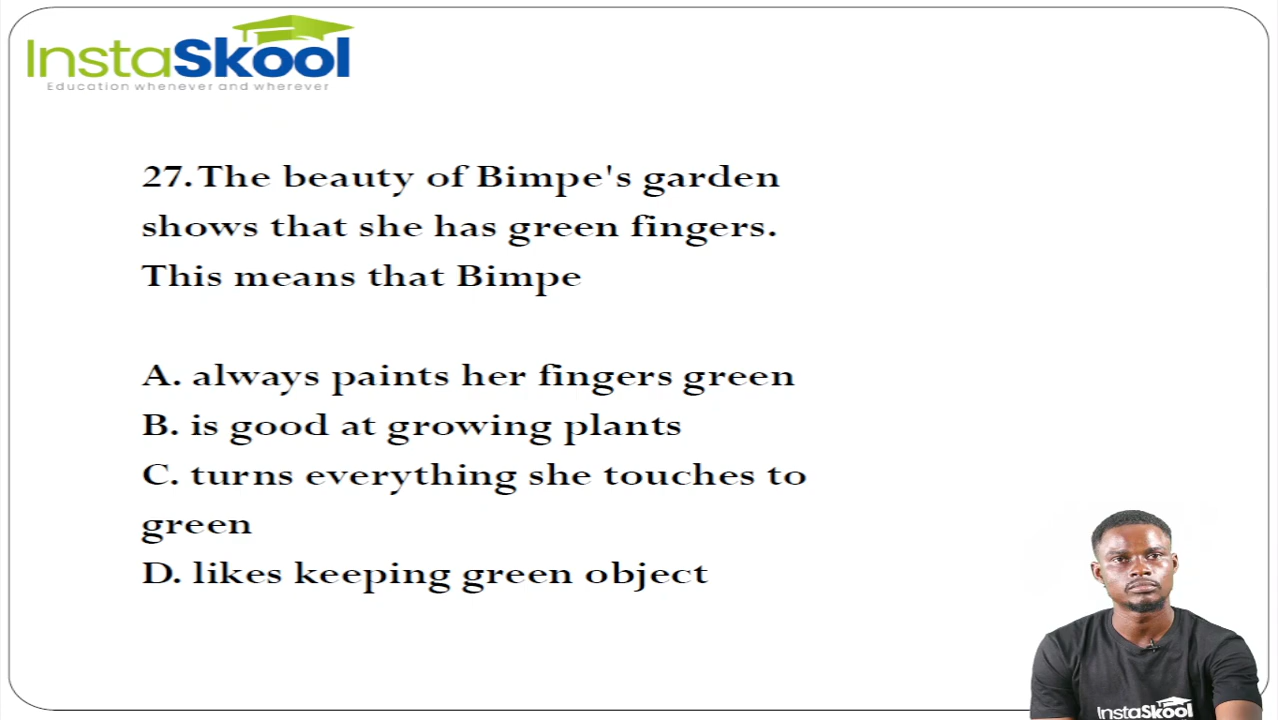 InstaSkool
Education whenever and wherever
27. The beauty of Bimpe's garden
shows that she has green fingers.
This means that Bimpe
A. always paints her fingers green
B. is good at growing plants
C. turns everything she touches to
green
D. likes keeping green object
InstaSkool